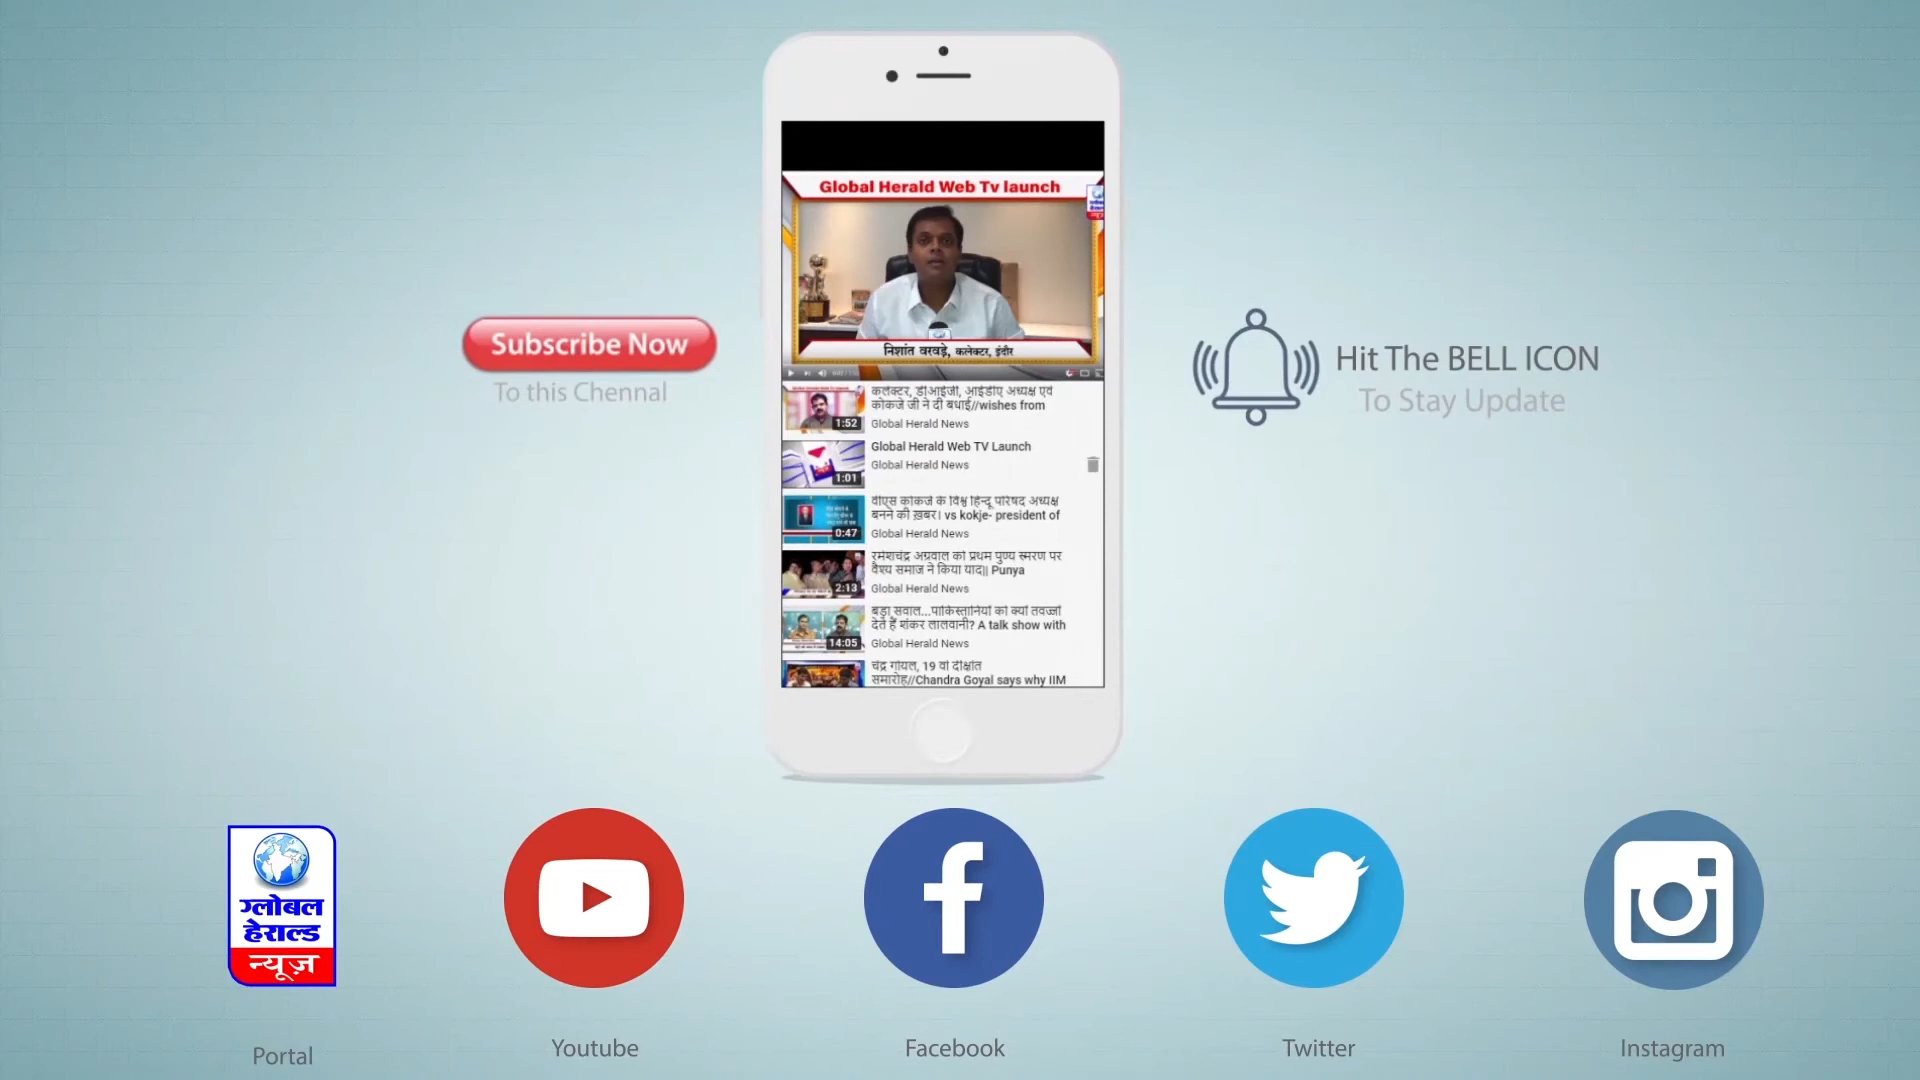 Global Herald Web Tv launch
निशांत वरवड़े, कलेक्टर, इंदौर
कलेक्टर, डीआईजी, आईडीए अध्यक्ष एवं
कोकजे जी ने दी बधाई//wishes from
Global Herald News
1:52
Global Herald Web TV Launch
Global Herald News
1:01
वीएस कोकजे के विश्व हिन्दू परिषद अध्यक्ष
बनने की ख़बर। vs kokje- president of
Global Herald News
0:47
रमेशचंद्र अग्रवाल को प्रथम पुण्य स्मरण पर
वैश्य समाज ने किया याद|| Punya
Global Herald News
2:13
बड़ा सवाल...पाकिस्तानियों को क्यों तवज्जो
देते हैं शंकर लालवानी? A talk show with
Global Herald News
14:05
चंद्र गोयल, 19 वां दीक्षांत
समारोह//Chandra Goyal says why IIM
Subscribe Now
To this Chennal
Hit The BELL ICON
To Stay Update
ग्लोबल
हेराल्ड
न्यूज़
Portal
Youtube
Facebook
Twitter
Instagram